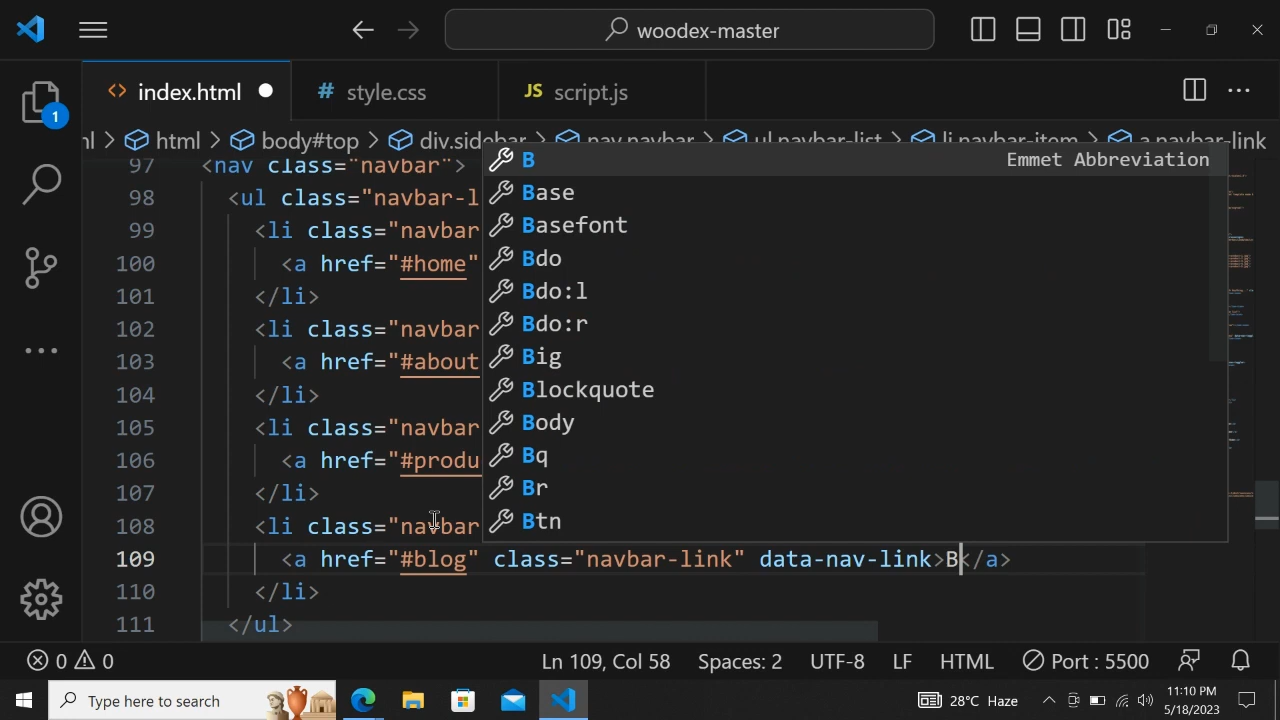 woodex-master
index.html
# style.css
JS script.js
1
html
body#top
div.sidebar
nav.navbar
ul.navbar-list
li.navbar-item
a.navbar-link
97 <nav class="navbar">
98 <ul class="navbar-l
99 <li class="navbar
100 <a href="#home"
101 </li>
102 <li class="navbar
103 <a href="#about
104 </li>
105 <li class="navbar
106 <a href="#produ
107 </li>
108 <li class="navbar
109 <a href="#blog" class="navbar-link" data-nav-link>B</a>
110 </li>
111 </ul>
B Emmet Abbreviation
Base
Basefont
Bdo
Bdo:l
Bdo:r
Big
Blockquote
Body
Bq
Br
Btn
0 0 Ln 109, Col 58 Spaces: 2 UTF-8 LF HTML Port : 5500
Type here to search
28°C Haze
11:10 PM
5/18/2023